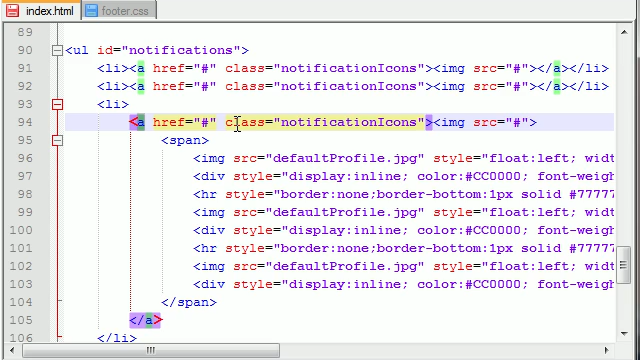 index.html footer.css
89
90 <ul id="notifications">
91 <li><a href="#" class="notificationIcons"><img src="#"></a></li>
92 <li><a href="#" class="notificationIcons"><img src="#"></a></li>
93 <li>
94 <a href="#" class="notificationIcons"><img src="#">
95 <span>
96 <img src="defaultProfile.jpg" style="float:left; widt
97 <div style="display:inline; color:#CC0000; font-weigh
98 <hr style="border:none;border-bottom:1px solid #77777
99 <img src="defaultProfile.jpg" style="float:left; widt
100 <div style="display:inline; color:#CC0000; font-weigh
101 <hr style="border:none;border-bottom:1px solid #77777
102 <img src="defaultProfile.jpg" style="float:left; widt
103 <div style="display:inline; color:#CC0000; font-weigh
104 </span>
105 </a>
106 </li>